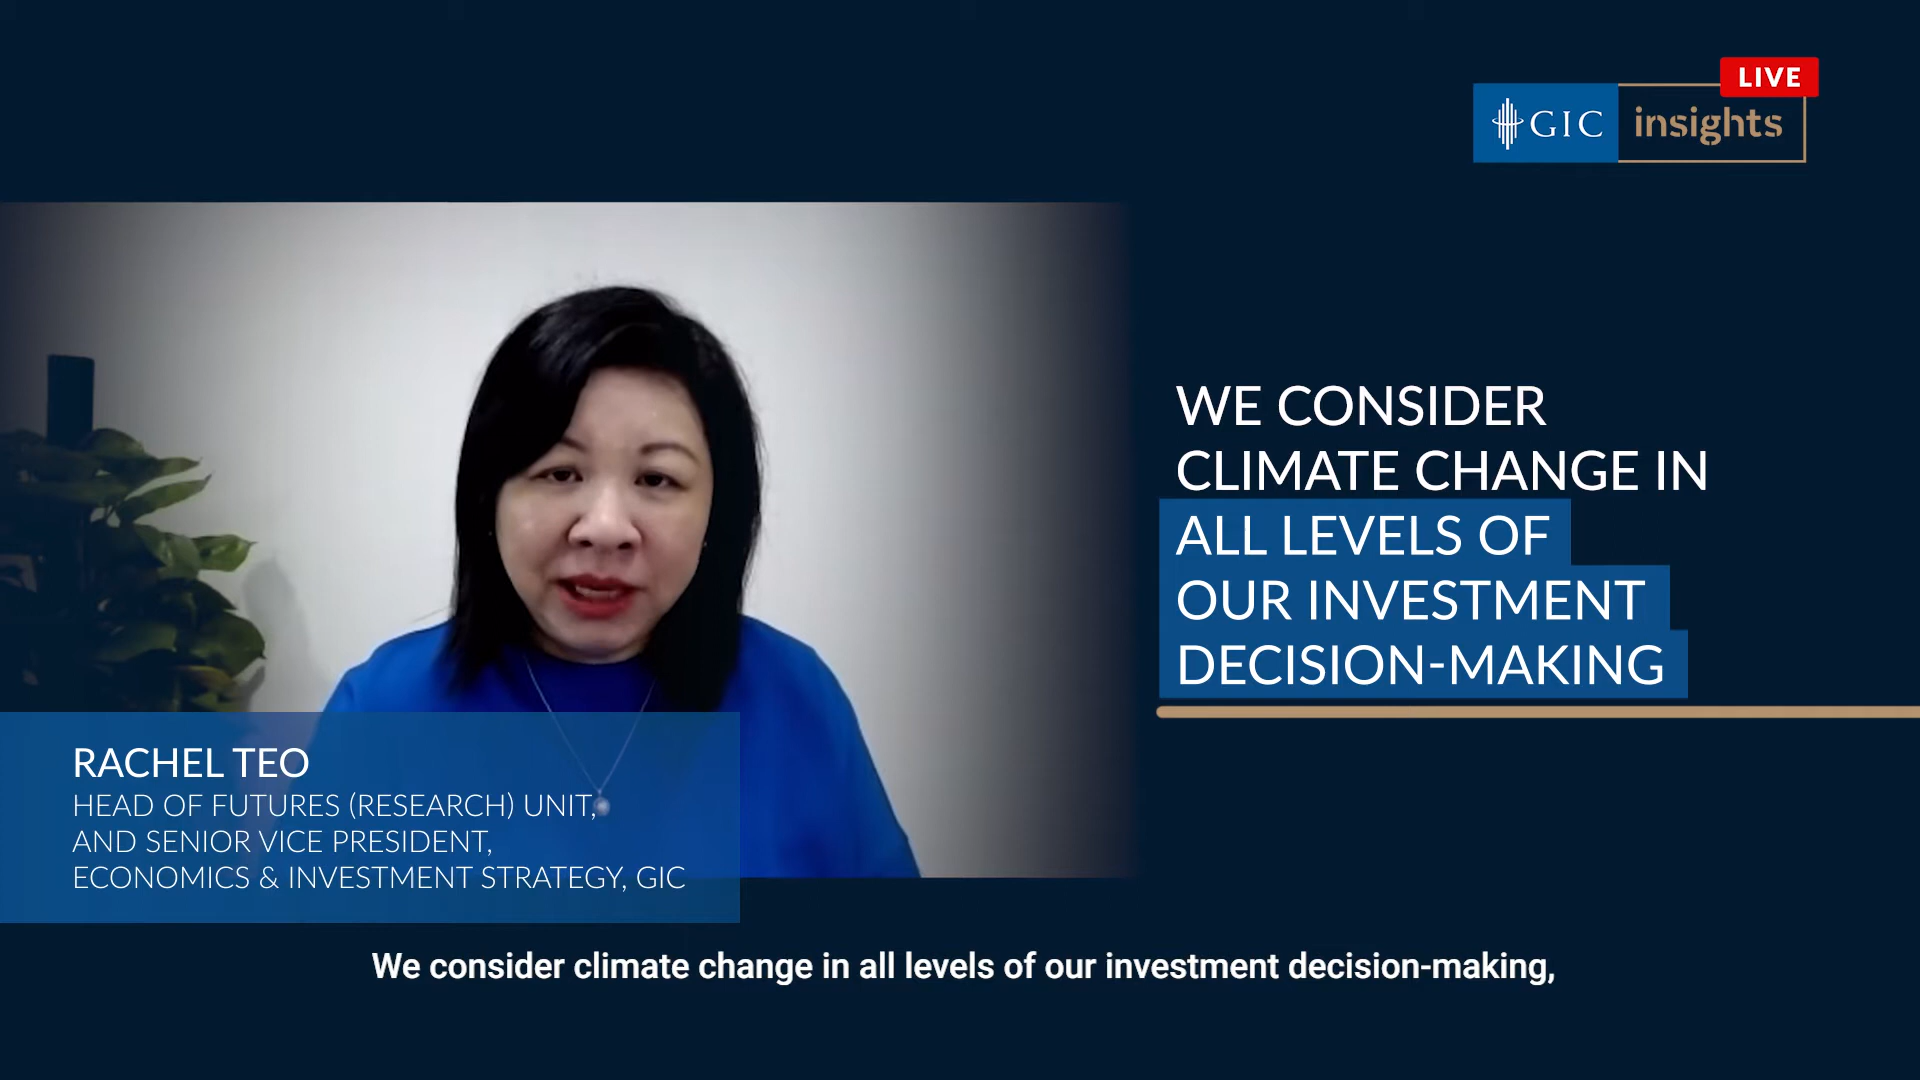 LIVE
GIC insights
WE CONSIDER
CLIMATE CHANGE IN
ALL LEVELS OF
OUR INVESTMENT
DECISION-MAKING
RACHEL TEO
HEAD OF FUTURES (RESEARCH) UNIT,
AND SENIOR VICE PRESIDENT,
ECONOMICS & INVESTMENT STRATEGY, GIC
We consider climate change in all levels of our investment decision-making,